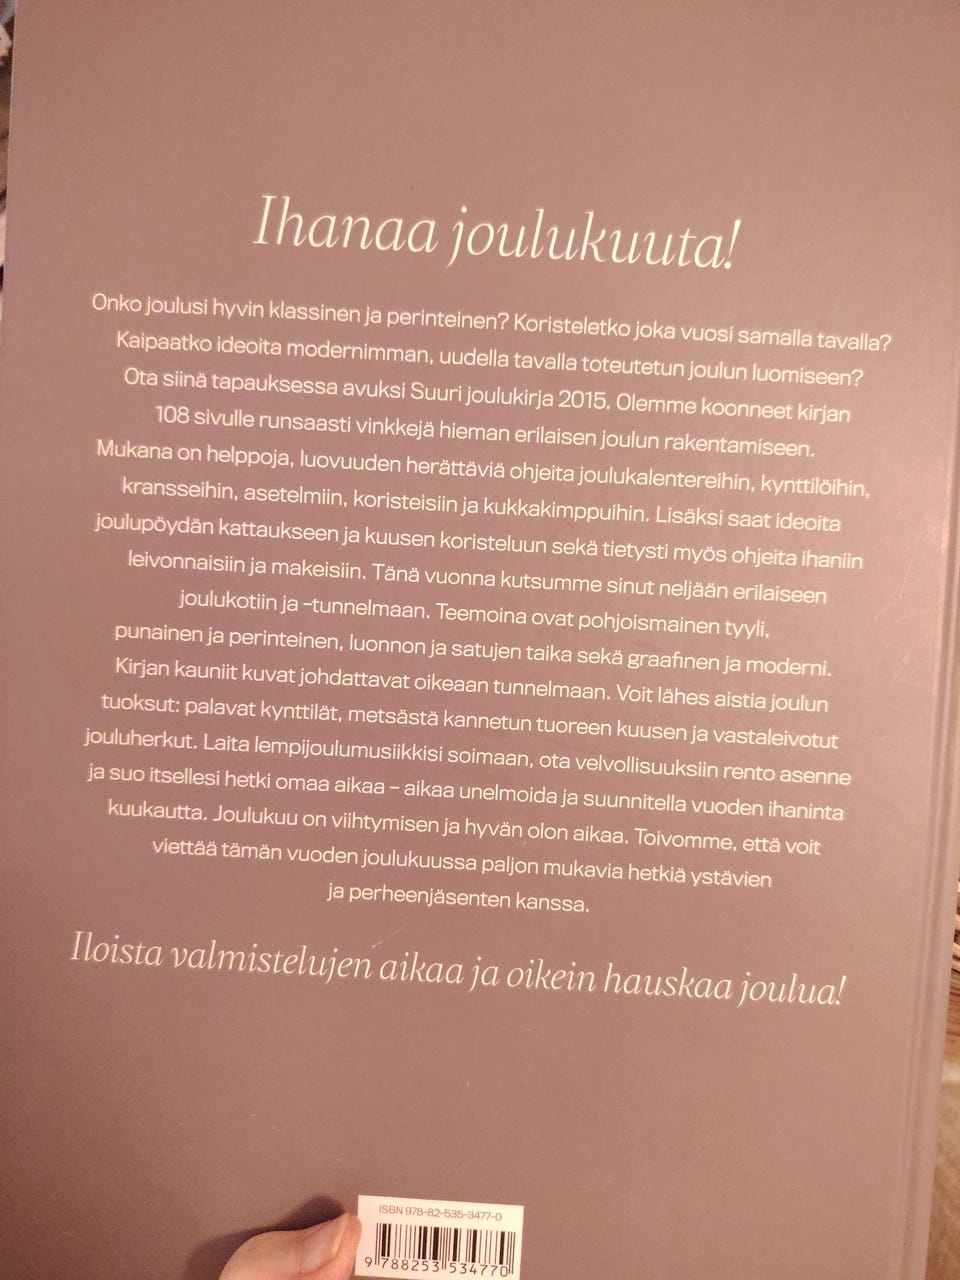 Ihanaa joulukuuta!
Onko joulusi hyvin klassinen ja perinteinen? Koristeletko joka vuosi samalla tavalla?
Kaipaatko ideoita modernimman, uudella tavalla toteutetun joulun luomiseen?
Ota siinä tapauksessa avuksi Suuri joulukirja 2015. Olemme koonneet kirjan
108 sivulle runsaasti vinkkejä hieman erilaisen joulun rakentamiseen.
Mukana on helppoja, luovuuden herättäviä ohjeita joulukalentereihin, kynttilöihin,
kransseihin, asetelmiin, koristeisiin ja kukkakimppuihin. Lisäksi saat ideoita
joulupöydän kattaukseen ja kuusen koristeluun sekä tietysti myös ohjeita ihaniin
leivonnaisiin ja makeisiin. Tänä vuonna kutsumme sinut neljään erilaiseen
joulukotiin ja –tunnelmaan. Teemoina ovat pohjoismainen tyyli,
punainen ja perinteinen, luonnon ja satujen taika sekä graafinen ja moderni.
Kirjan kauniit kuvat johdattavat oikeaan tunnelmaan. Voit lähes aistia joulun
tuoksut: palavat kynttilät, metsästä kannetun tuoreen kuusen ja vastaleivotut
jouluherkut. Laita lempijoulumusiikkisi soimaan, ota velvollisuuksiin rento asenne
ja suo itsellesi hetki omaa aikaa – aikaa unelmoida ja suunnitella vuoden ihaninta
kuukautta. Joulukuu on viihtymisen ja hyvän olon aikaa. Toivomme, että voit
viettää tämän vuoden joulukuussa paljon mukavia hetkiä ystävien
ja perheenjäsenten kanssa.
Iloista valmistelujen aikaa ja oikein hauskaa joulua!
ISBN 978-82-535-3477-0
9 788253 534770